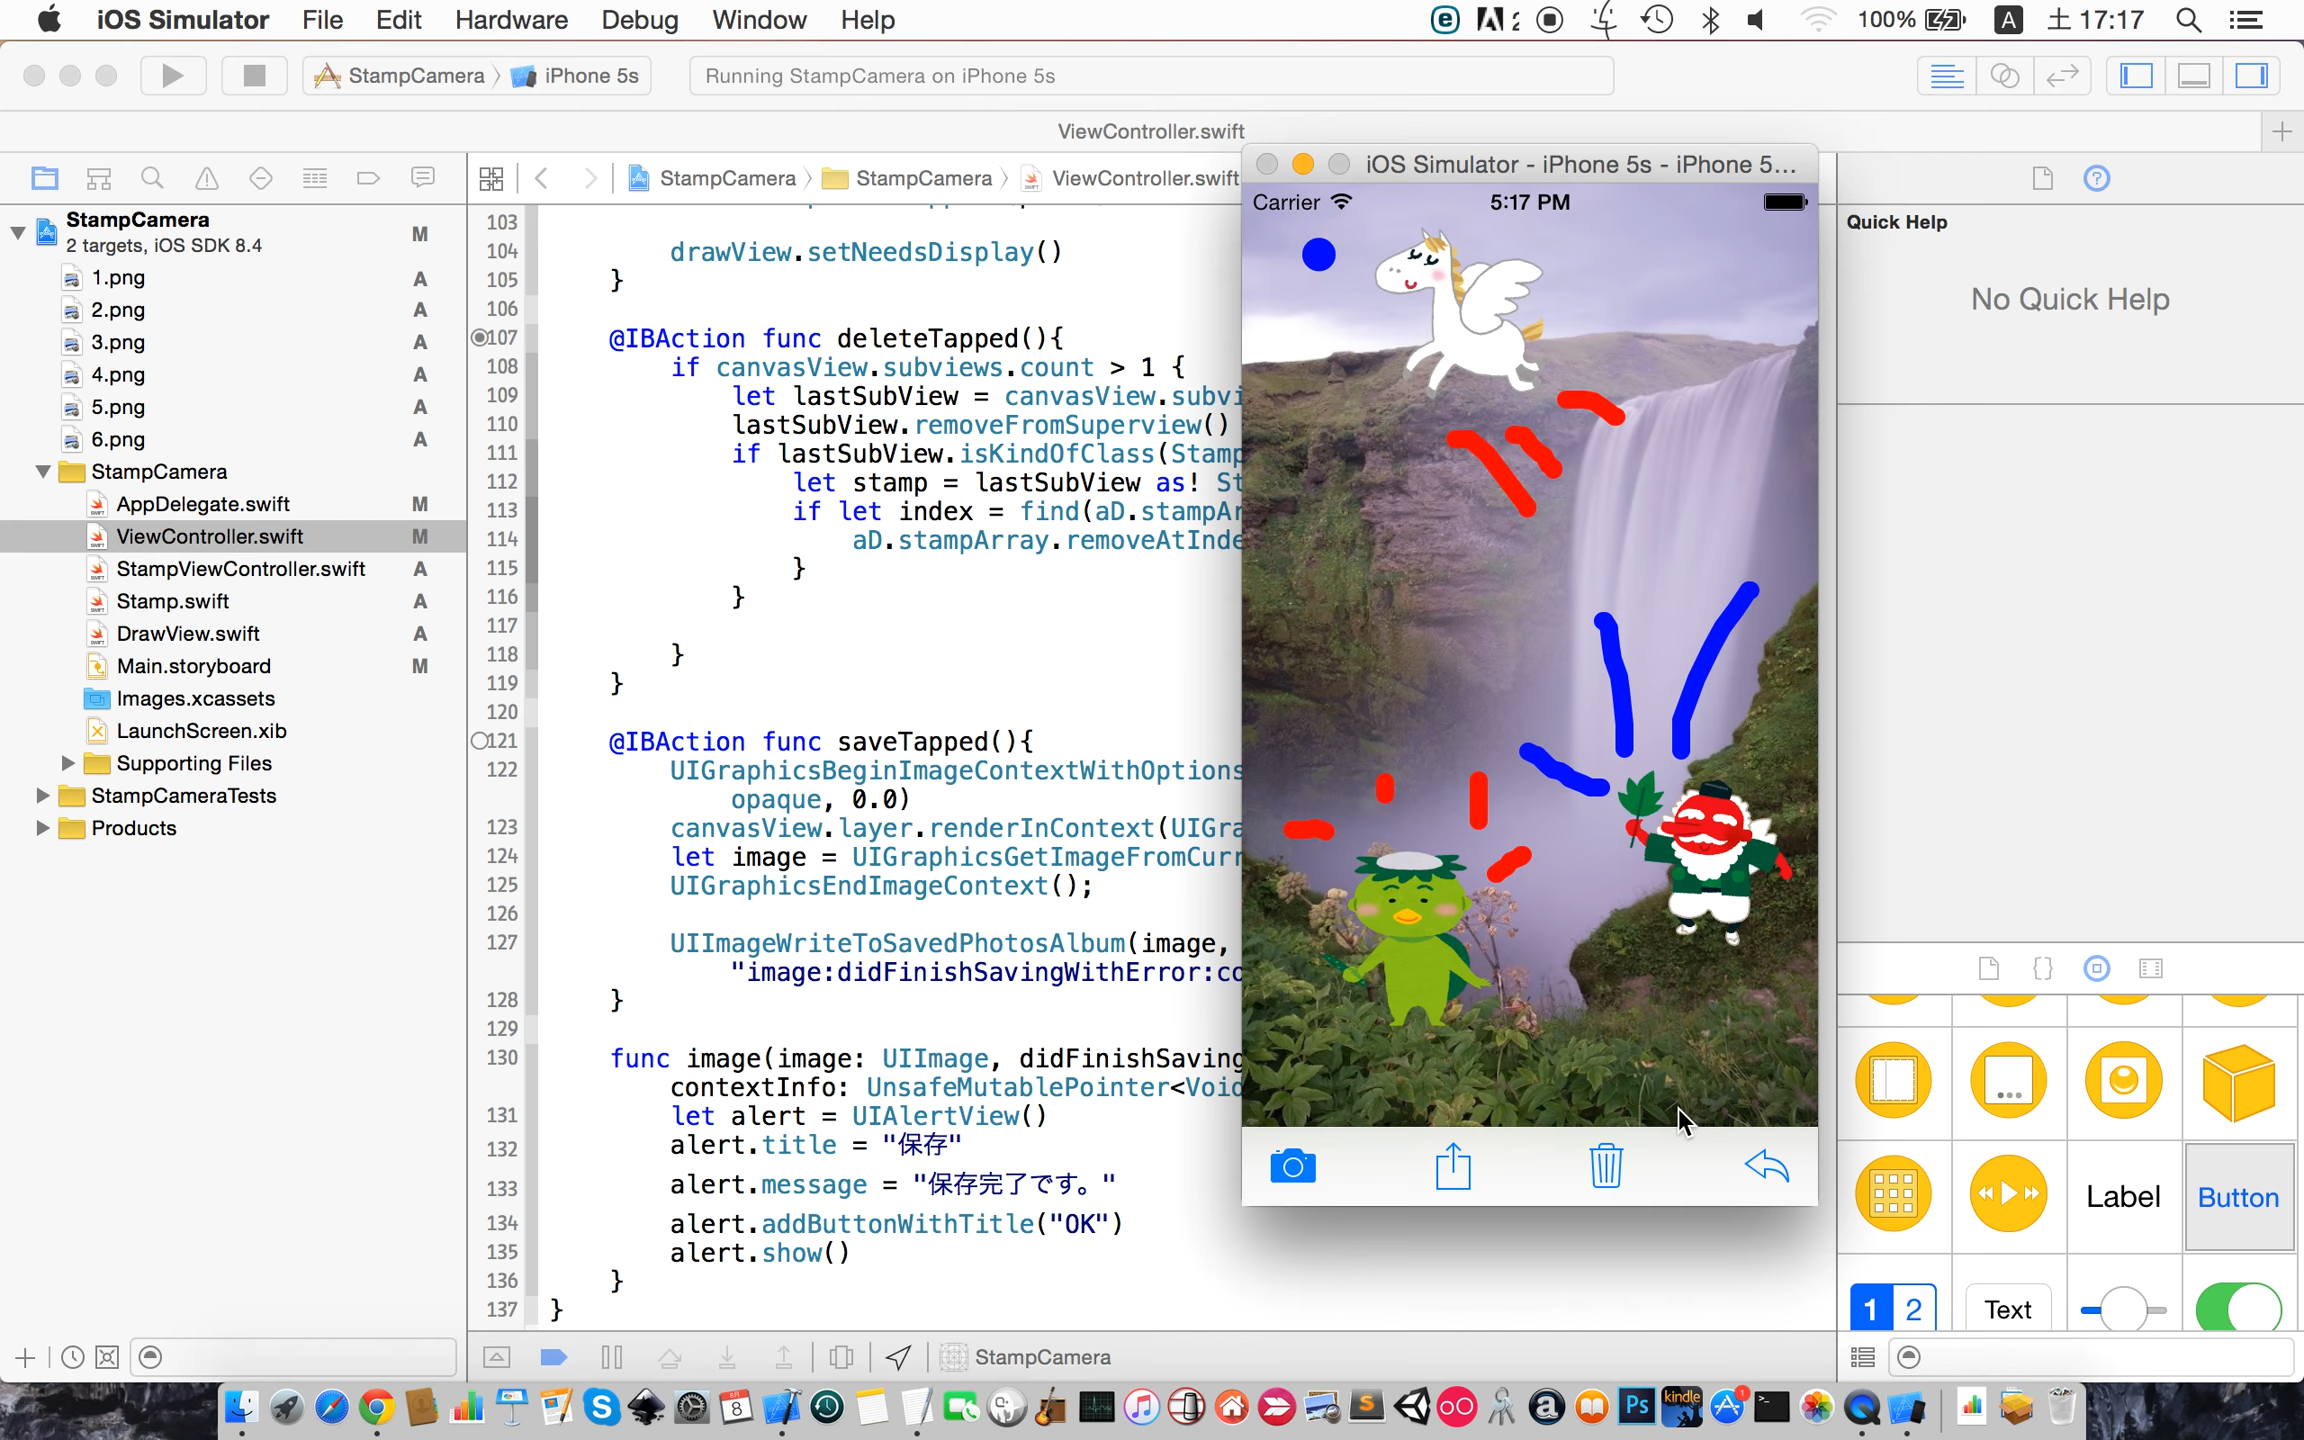 iOS Simulator File Edit Hardware Debug Window Help
2 100% A 土 17:17
StampCamera iPhone 5s
Running StampCamera on iPhone 5s
ViewController.swift
StampCamera StampCamera ViewController.swift
StampCamera M
2 targets, iOS SDK 8.4
1.png A
2.png A
3.png A
4.png A
5.png A
6.png A
StampCamera
AppDelegate.swift M
ViewController.swift M
StampViewController.swift A
Stamp.swift A
DrawView.swift A
Main.storyboard M
Images.xcassets
LaunchScreen.xib
Supporting Files
StampCameraTests
Products
103
104 drawView.setNeedsDisplay()
105 }
106
107 @IBAction func deleteTapped(){
108 if canvasView.subviews.count > 1 {
109 let lastSubView = canvasView.subvi
110 lastSubView.removeFromSuperview()
111 if lastSubView.isKindOfClass(Stamp
112 let stamp = lastSubView as! St
113 if let index = find(aD.stampAr
114 aD.stampArray.removeAtInde
115 }
116 }
117
118 }
119 }
120
121 @IBAction func saveTapped(){
122 UIGraphicsBeginImageContextWithOptions
opaque, 0.0)
123 canvasView.layer.renderInContext(UIGra
124 let image = UIGraphicsGetImageFromCurr
125 UIGraphicsEndImageContext();
126
127 UIImageWriteToSavedPhotosAlbum(image,
"image:didFinishSavingWithError:co
128 }
129
130 func image(image: UIImage, didFinishSaving
contextInfo: UnsafeMutablePointer<Void
131 let alert = UIAlertView()
132 alert.title = "保存"
133 alert.message = "保存完了です。"
134 alert.addButtonWithTitle("OK")
135 alert.show()
136 }
137 }
iOS Simulator - iPhone 5s - iPhone 5...
Carrier 5:17 PM
Quick Help
No Quick Help
Label Button
1 2 Text
StampCamera
8 Ps kindle 1